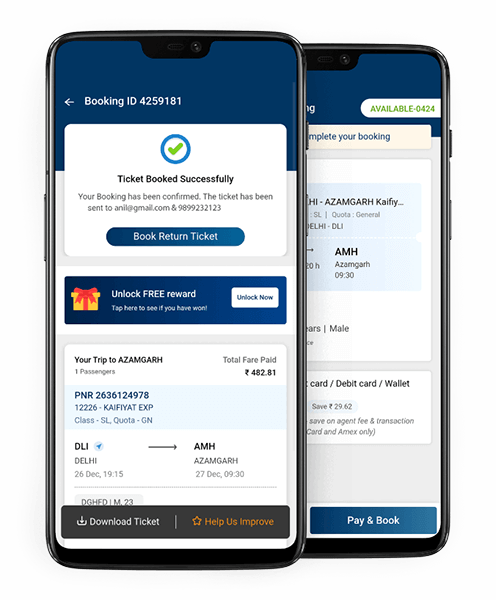 Booking ID 4259181
Ticket Booked Successfully
Your Booking has been confirmed. The ticket has been
sent to anil@gmail.com & 9899232123
Book Return Ticket
Unlock FREE reward
Tap here to see if you have won!
Unlock Now
Your Trip to AZAMGARH
Total Fare Paid
1 Passengers
₹ 482.81
PNR 2636124978
12226 - KAIFIYAT EXP
Class - SL, Quota - GN
DLI
AMH
DELHI
AZAMGARH
26 Dec, 19:15
27 Dec, 09:30
DGHFD | M, 23
Download Ticket
Help Us Improve
ng
AVAILABLE-0424
mplete your booking
HI - AZAMGARH Kaifiy...
: SL | Quota : General
DELHI - DLI
AMH
20 h
Azamgarh
09:30
ears | Male
ce
t card / Debit card / Wallet
Save ₹ 29.62
save on agent fee & transaction
Card and Amex only)
Pay & Book